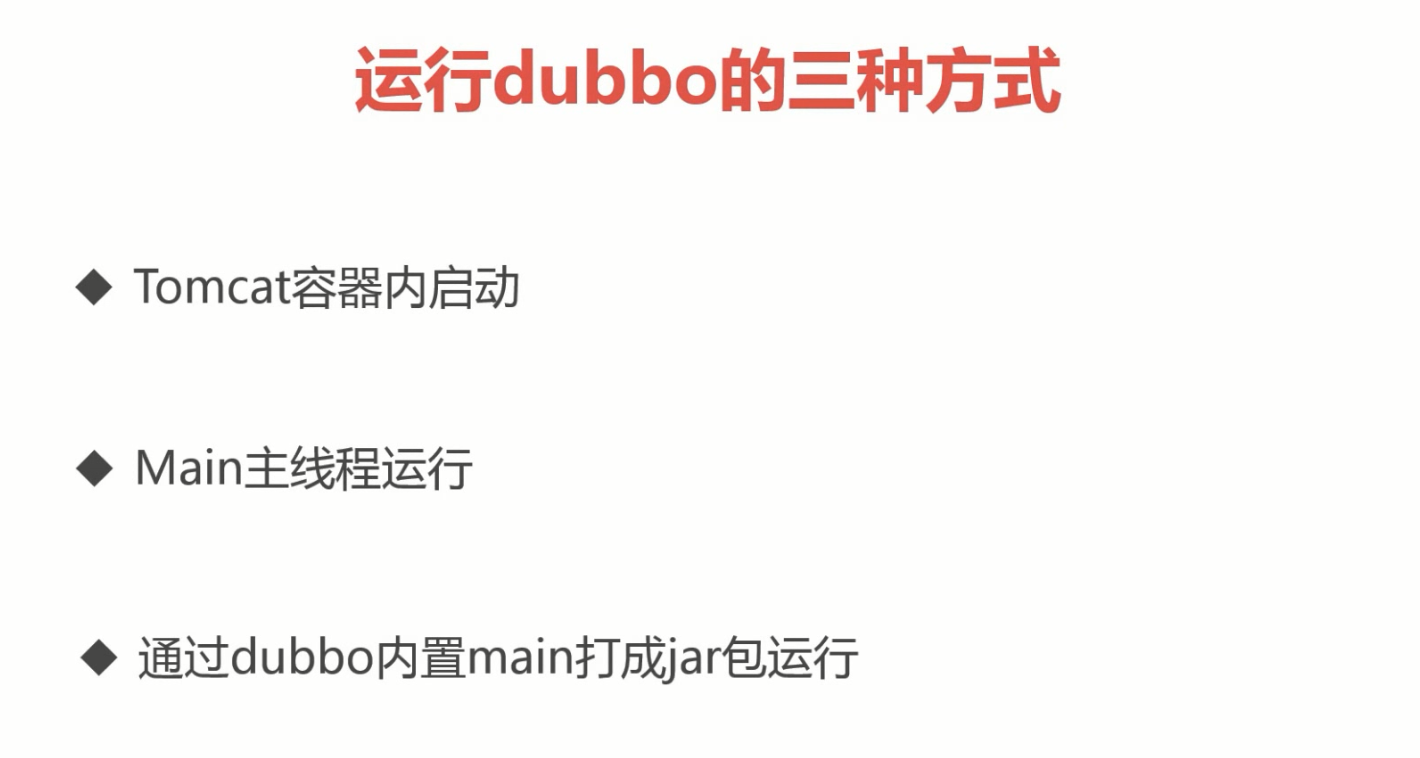 运行dubbo的三种方式
Tomcat容器内启动
Main主线程运行
通过dubbo内置main打成jar包运行